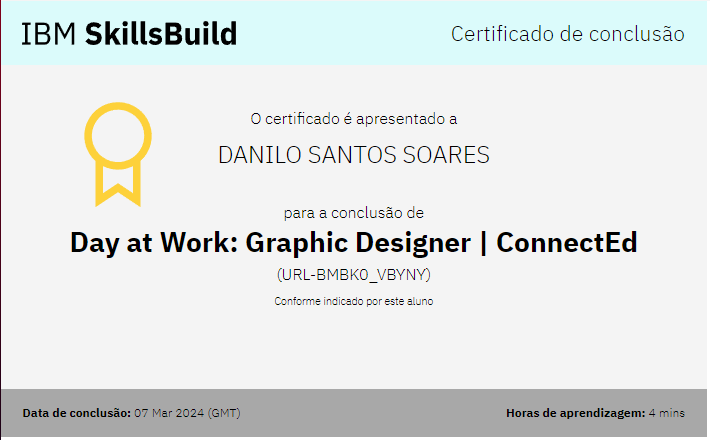 IBM SkillsBuild
Certificado de conclusão
O certificado é apresentado a
DANILO SANTOS SOARES
para a conclusão de
Day at Work: Graphic Designer | ConnectEd
(URL-BMBK0_VBYNY)
Conforme indicado por este aluno
Data de conclusão: 07 Mar 2024 (GMT)
Horas de aprendizagem: 4 mins